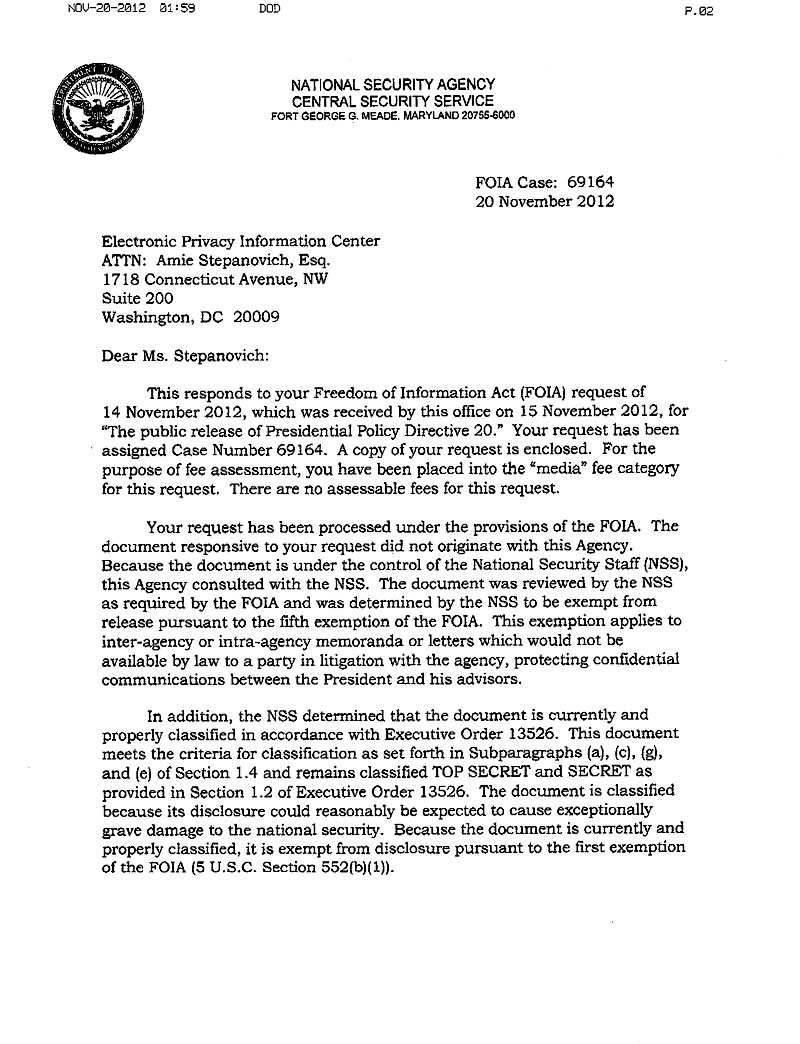 NOV-20-2012 01:59 DOD P.02
NATIONAL SECURITY AGENCY
CENTRAL SECURITY SERVICE
FORT GEORGE G. MEADE, MARYLAND 20755-6000
FOIA Case: 69164
20 November 2012
Electronic Privacy Information Center
ATTN: Amie Stepanovich, Esq.
1718 Connecticut Avenue, NW
Suite 200
Washington, DC 20009
Dear Ms. Stepanovich:
This responds to your Freedom of Information Act (FOIA) request of
14 November 2012, which was received by this office on 15 November 2012, for
“The public release of Presidential Policy Directive 20.” Your request has been
assigned Case Number 69164. A copy of your request is enclosed. For the
purpose of fee assessment, you have been placed into the “media” fee category
for this request. There are no assessable fees for this request.
Your request has been processed under the provisions of the FOIA. The
document responsive to your request did not originate with this Agency.
Because the document is under the control of the National Security Staff (NSS),
this Agency consulted with the NSS. The document was reviewed by the NSS
as required by the FOIA and was determined by the NSS to be exempt from
release pursuant to the fifth exemption of the FOIA. This exemption applies to
inter-agency or intra-agency memoranda or letters which would not be
available by law to a party in litigation with the agency, protecting confidential
communications between the President and his advisors.
In addition, the NSS determined that the document is currently and
properly classified in accordance with Executive Order 13526. This document
meets the criteria for classification as set forth in Subparagraphs (a), (c), (g),
and (e) of Section 1.4 and remains classified TOP SECRET and SECRET as
provided in Section 1.2 of Executive Order 13526. The document is classified
because its disclosure could reasonably be expected to cause exceptionally
grave damage to the national security. Because the document is currently and
properly classified, it is exempt from disclosure pursuant to the first exemption
of the FOIA (5 U.S.C. Section 552(b)(1)).